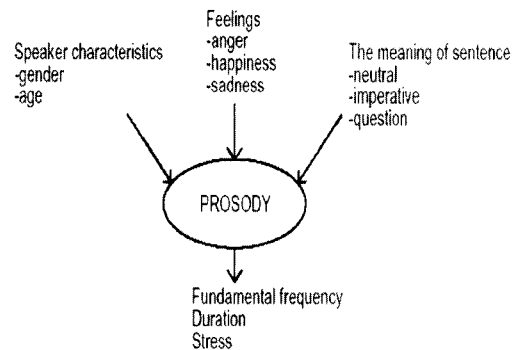 Feelings
-anger
-happiness
-sadness
Speaker characteristics
-gender
-age
The meaning of sentence
-neutral
-imperative
-question
PROSODY
Fundamental frequency
Duration
Stress